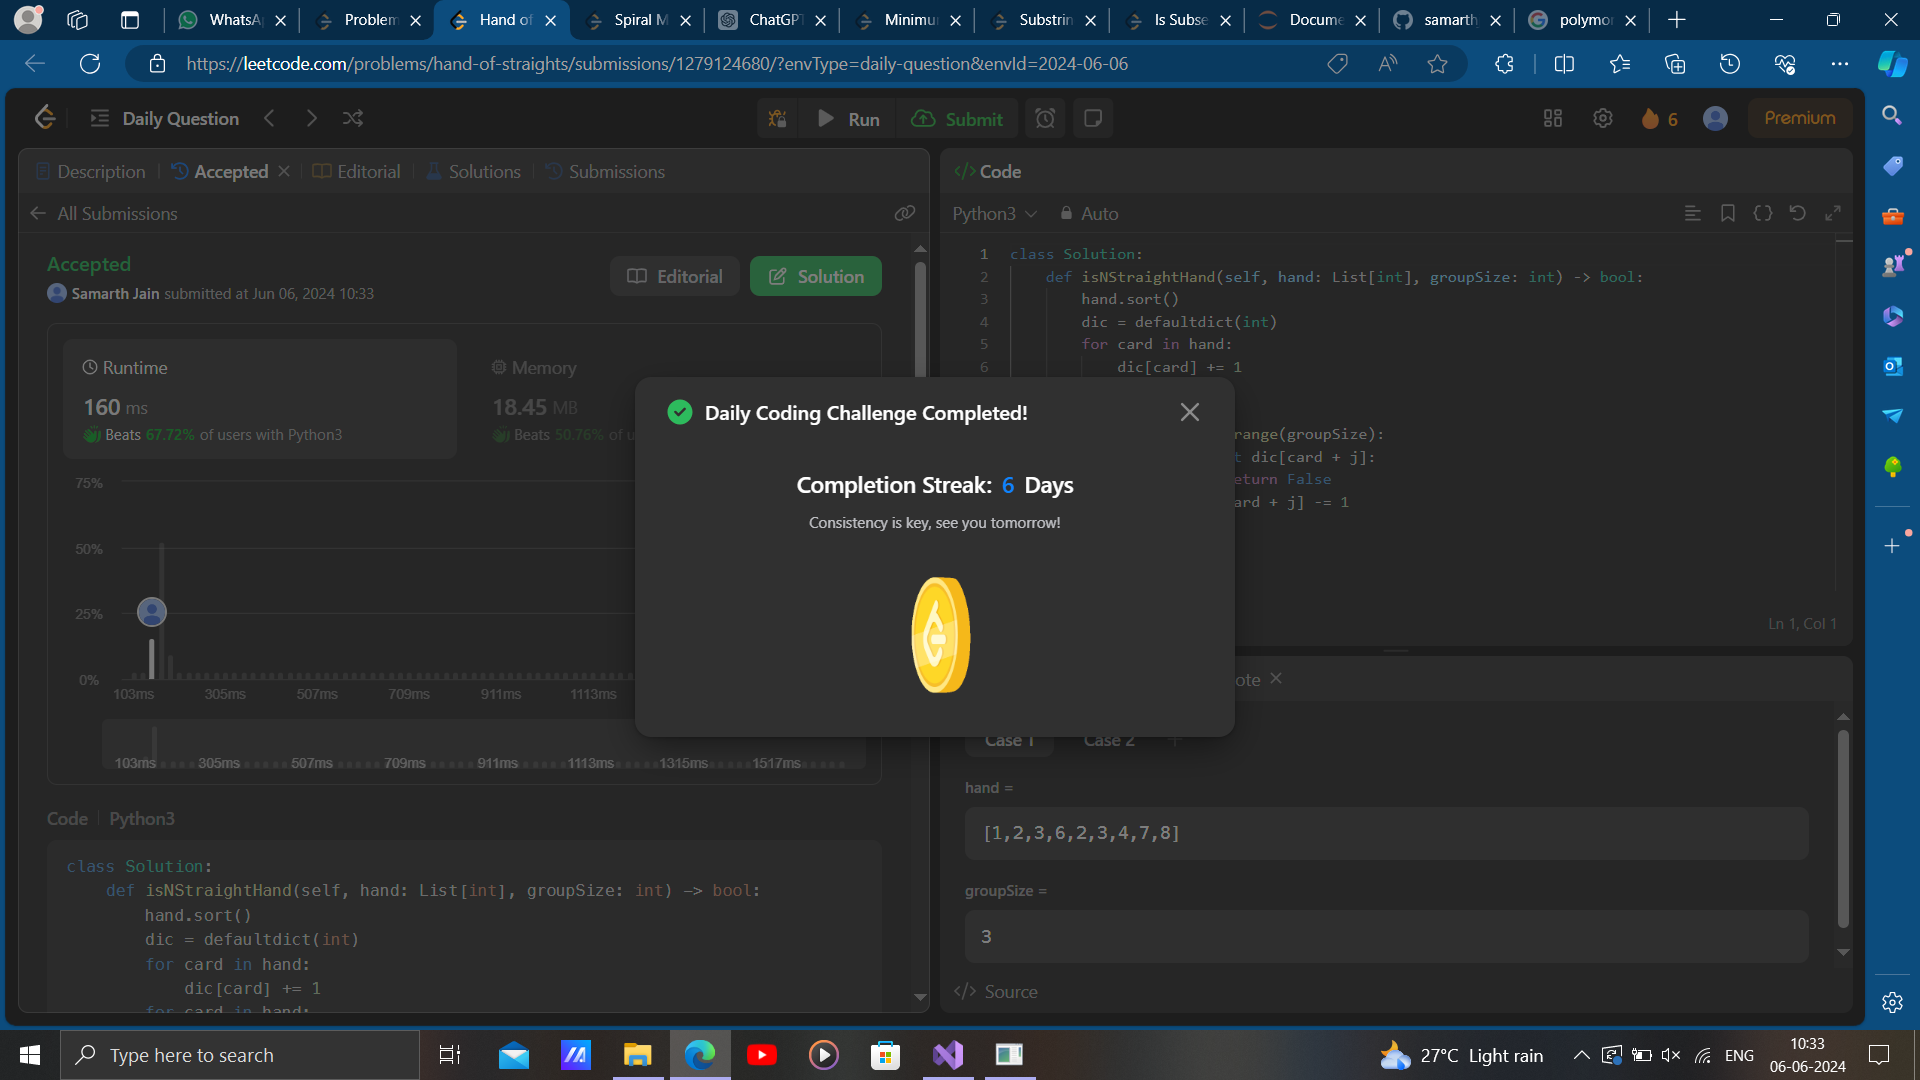 WhatsA
Problem
Hand of
Spiral M
ChatGPT
Minimu
Substrin
Is Subse
Docume
samarth
polymor
https://leetcode.com/problems/hand-of-straights/submissions/1279124680/?envType=daily-question&envId=2024-06-06
Daily Question
Run
Submit
6
Premium
Description
Accepted
Editorial
Solutions
Submissions
All Submissions
Accepted
Samarth Jain submitted at Jun 06, 2024 10:33
Editorial
Solution
Runtime
160 ms
Beats 67.72% of users with Python3
Memory
18.45 MB
Beats 50.76% of u
75%
50%
25%
0%
103ms 305ms 507ms 709ms 911ms 1113ms
103ms 305ms 507ms 709ms 911ms 1113ms 1315ms 1517ms
Code | Python3
class Solution:
def isNStraightHand(self, hand: List[int], groupSize: int) -> bool:
hand.sort()
dic = defaultdict(int)
for card in hand:
dic[card] += 1
for card in hand:
Daily Coding Challenge Completed!
Completion Streak: 6 Days
Consistency is key, see you tomorrow!
</> Code
Python3
Auto
1 class Solution:
2 def isNStraightHand(self, hand: List[int], groupSize: int) -> bool:
3 hand.sort()
4 dic = defaultdict(int)
5 for card in hand:
6 dic[card] += 1
range(groupSize):
t dic[card + j]:
eturn False
ard + j] -= 1
Ln 1, Col 1
ote
Case 1
Case 2
hand =
[1,2,3,6,2,3,4,7,8]
groupSize =
3
</> Source
Type here to search
27°C Light rain
ENG
10:33
06-06-2024